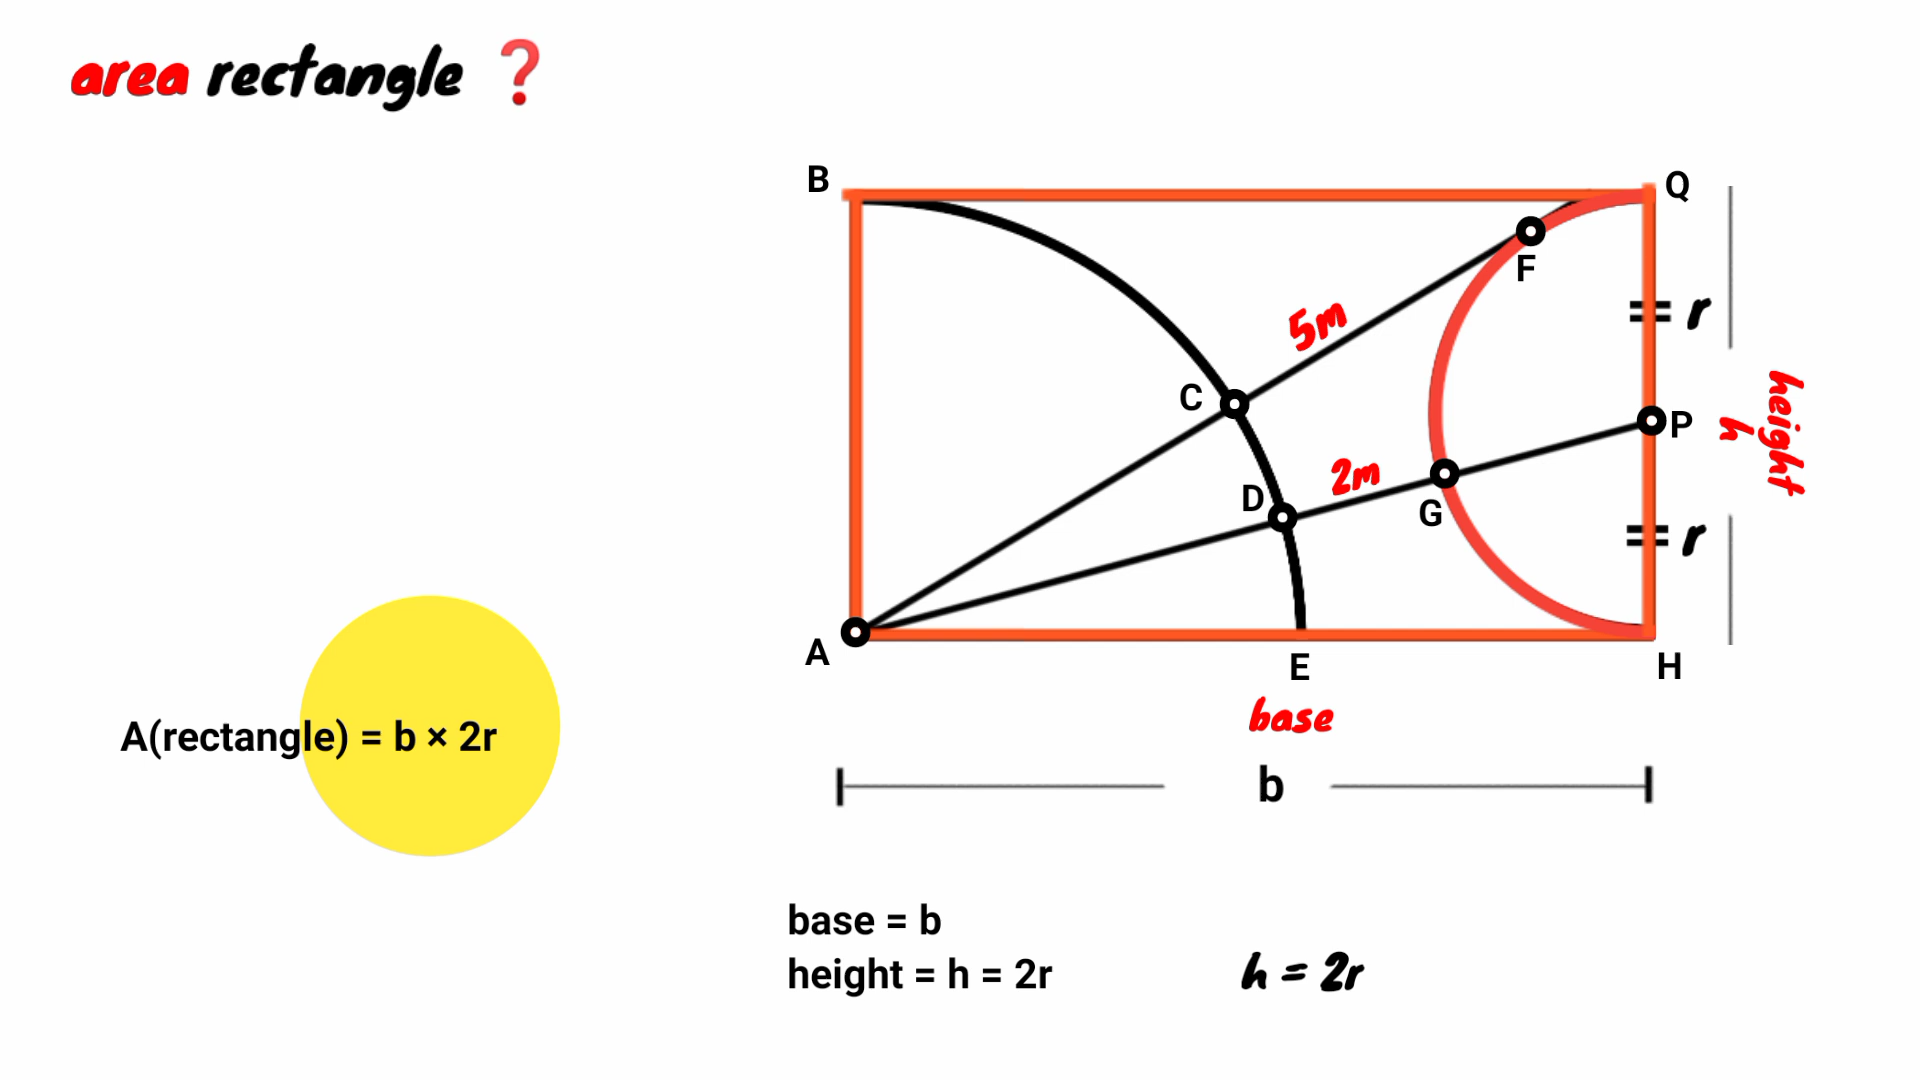 area rectangle ❓
B
Q
F
5m
= r
C
P
height
h
2m
D
G
= r
A
E
H
base
b
A(rectangle) = b × 2r
base = b
height = h = 2r
h = 2r